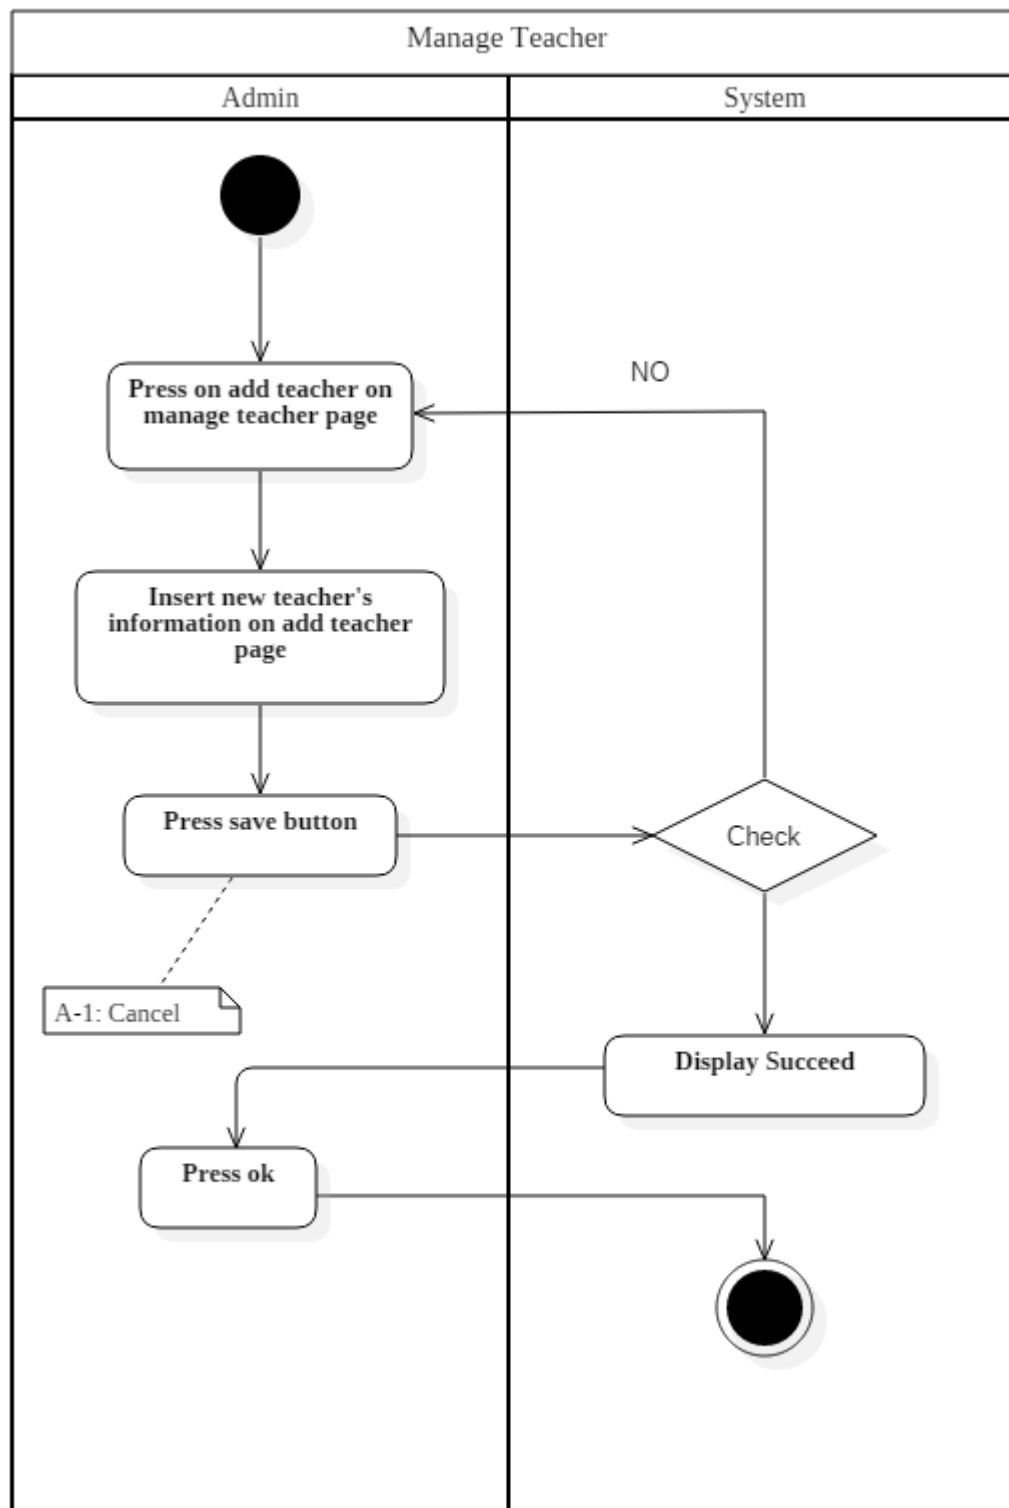 Manage Teacher
Admin
System
Press on add teacher on
manage teacher page
NO
Insert new teacher's
information on add teacher
page
Press save button
Check
A-1: Cancel
Display Succeed
Press ok